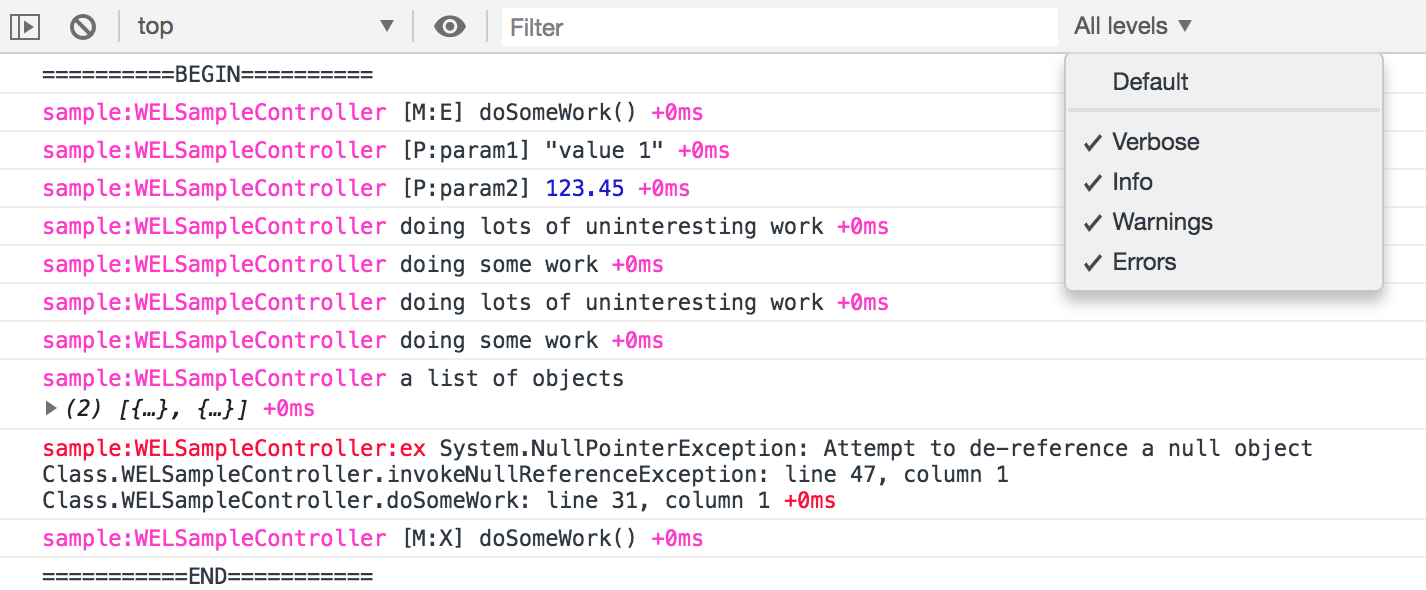 top
Filter
All levels
Default
Verbose
Info
Warnings
Errors
==========BEGIN==========
sample:WELSampleController [M:E] doSomeWork() +0ms
sample:WELSampleController [P:param1] "value 1" +0ms
sample:WELSampleController [P:param2] 123.45 +0ms
sample:WELSampleController doing lots of uninteresting work +0ms
sample:WELSampleController doing some work +0ms
sample:WELSampleController doing lots of uninteresting work +0ms
sample:WELSampleController doing some work +0ms
sample:WELSampleController a list of objects
(2) [{…}, {…}] +0ms
sample:WELSampleController:ex System.NullPointerException: Attempt to de-reference a null object
Class.WELSampleController.invokeNullReferenceException: line 47, column 1
Class.WELSampleController.doSomeWork: line 31, column 1 +0ms
sample:WELSampleController [M:X] doSomeWork() +0ms
===========END===========